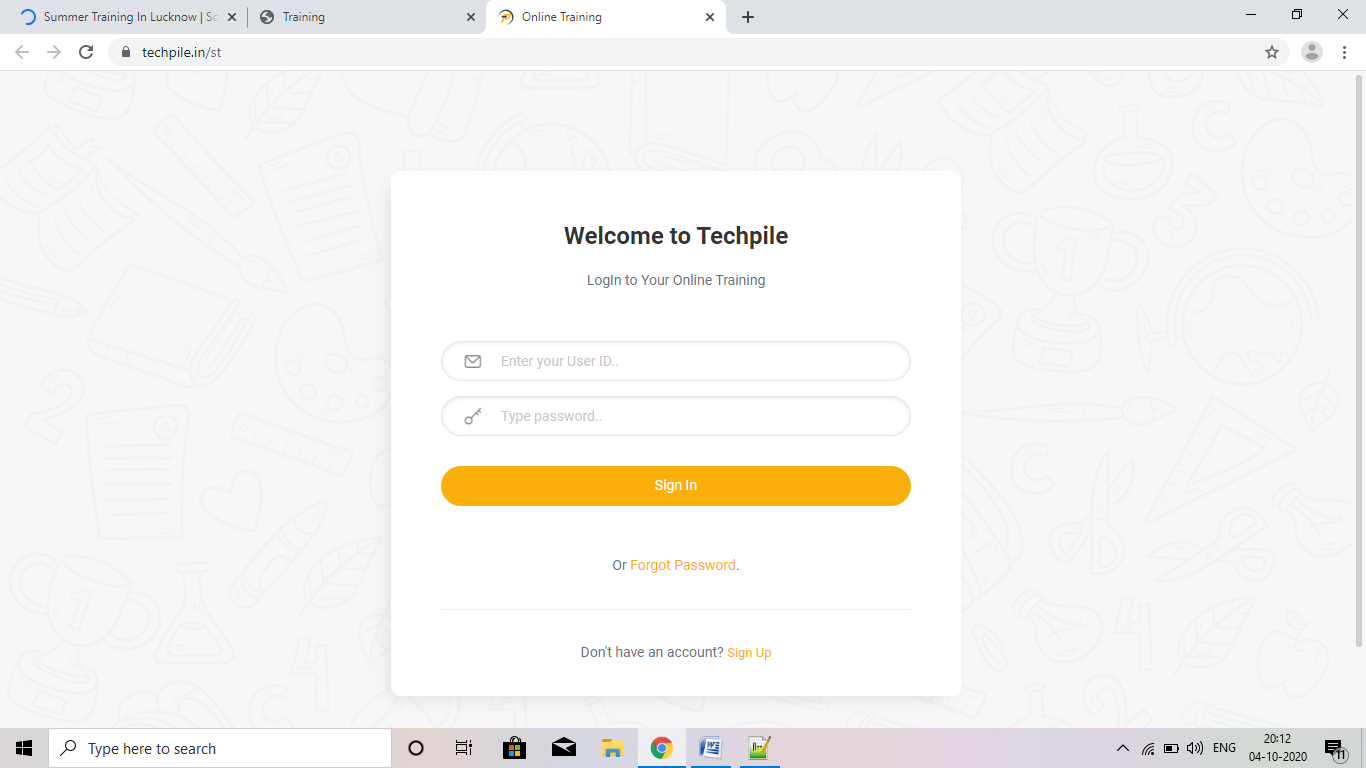 Summer Training In Lucknow | So
Training
Online Training
techpile.in/st
Welcome to Techpile
LogIn to Your Online Training
Enter your User ID..
Type password..
Sign In
Or Forgot Password.
Don't have an account? Sign Up
Type here to search
ENG
20:12
04-10-2020
11